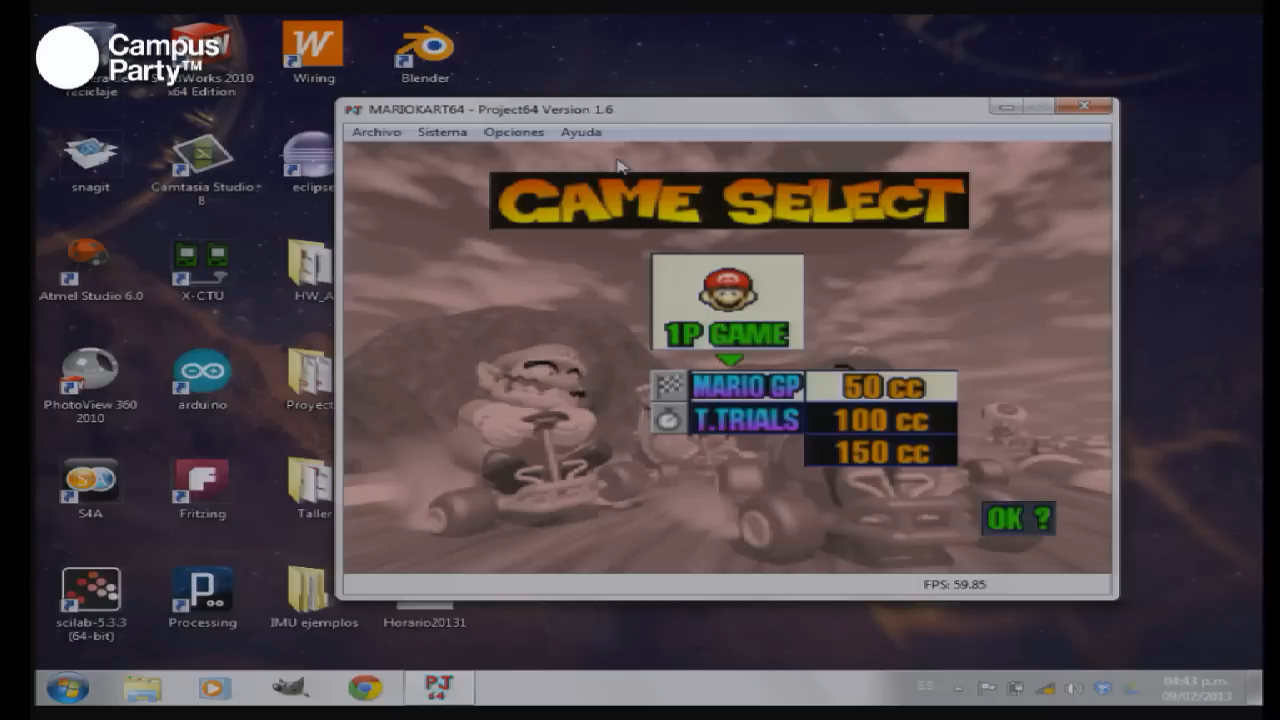 Campus
Party™
reciclaje
SolidWorks 2010
x64 Edition
Wiring
Blender
snagit
Camtasia Studio
8
eclipse
Atmel Studio 6.0
X-CTU
HW_A
PhotoView 360
2010
arduino
Proyect
S4A
Fritzing
Taller
scilab-5.3.3
(64-bit)
Processing
IMU ejemplos
Horario20131
MARIOKART64 - Project64 Version 1.6
Archivo Sistema Opciones Ayuda
GAME SELECT
1P GAME
MARIO GP 50 cc
T.TRIALS 100 cc
150 cc
OK ?
FPS: 59.85
PJ
64
ES
04:43 p.m.
09/02/2013